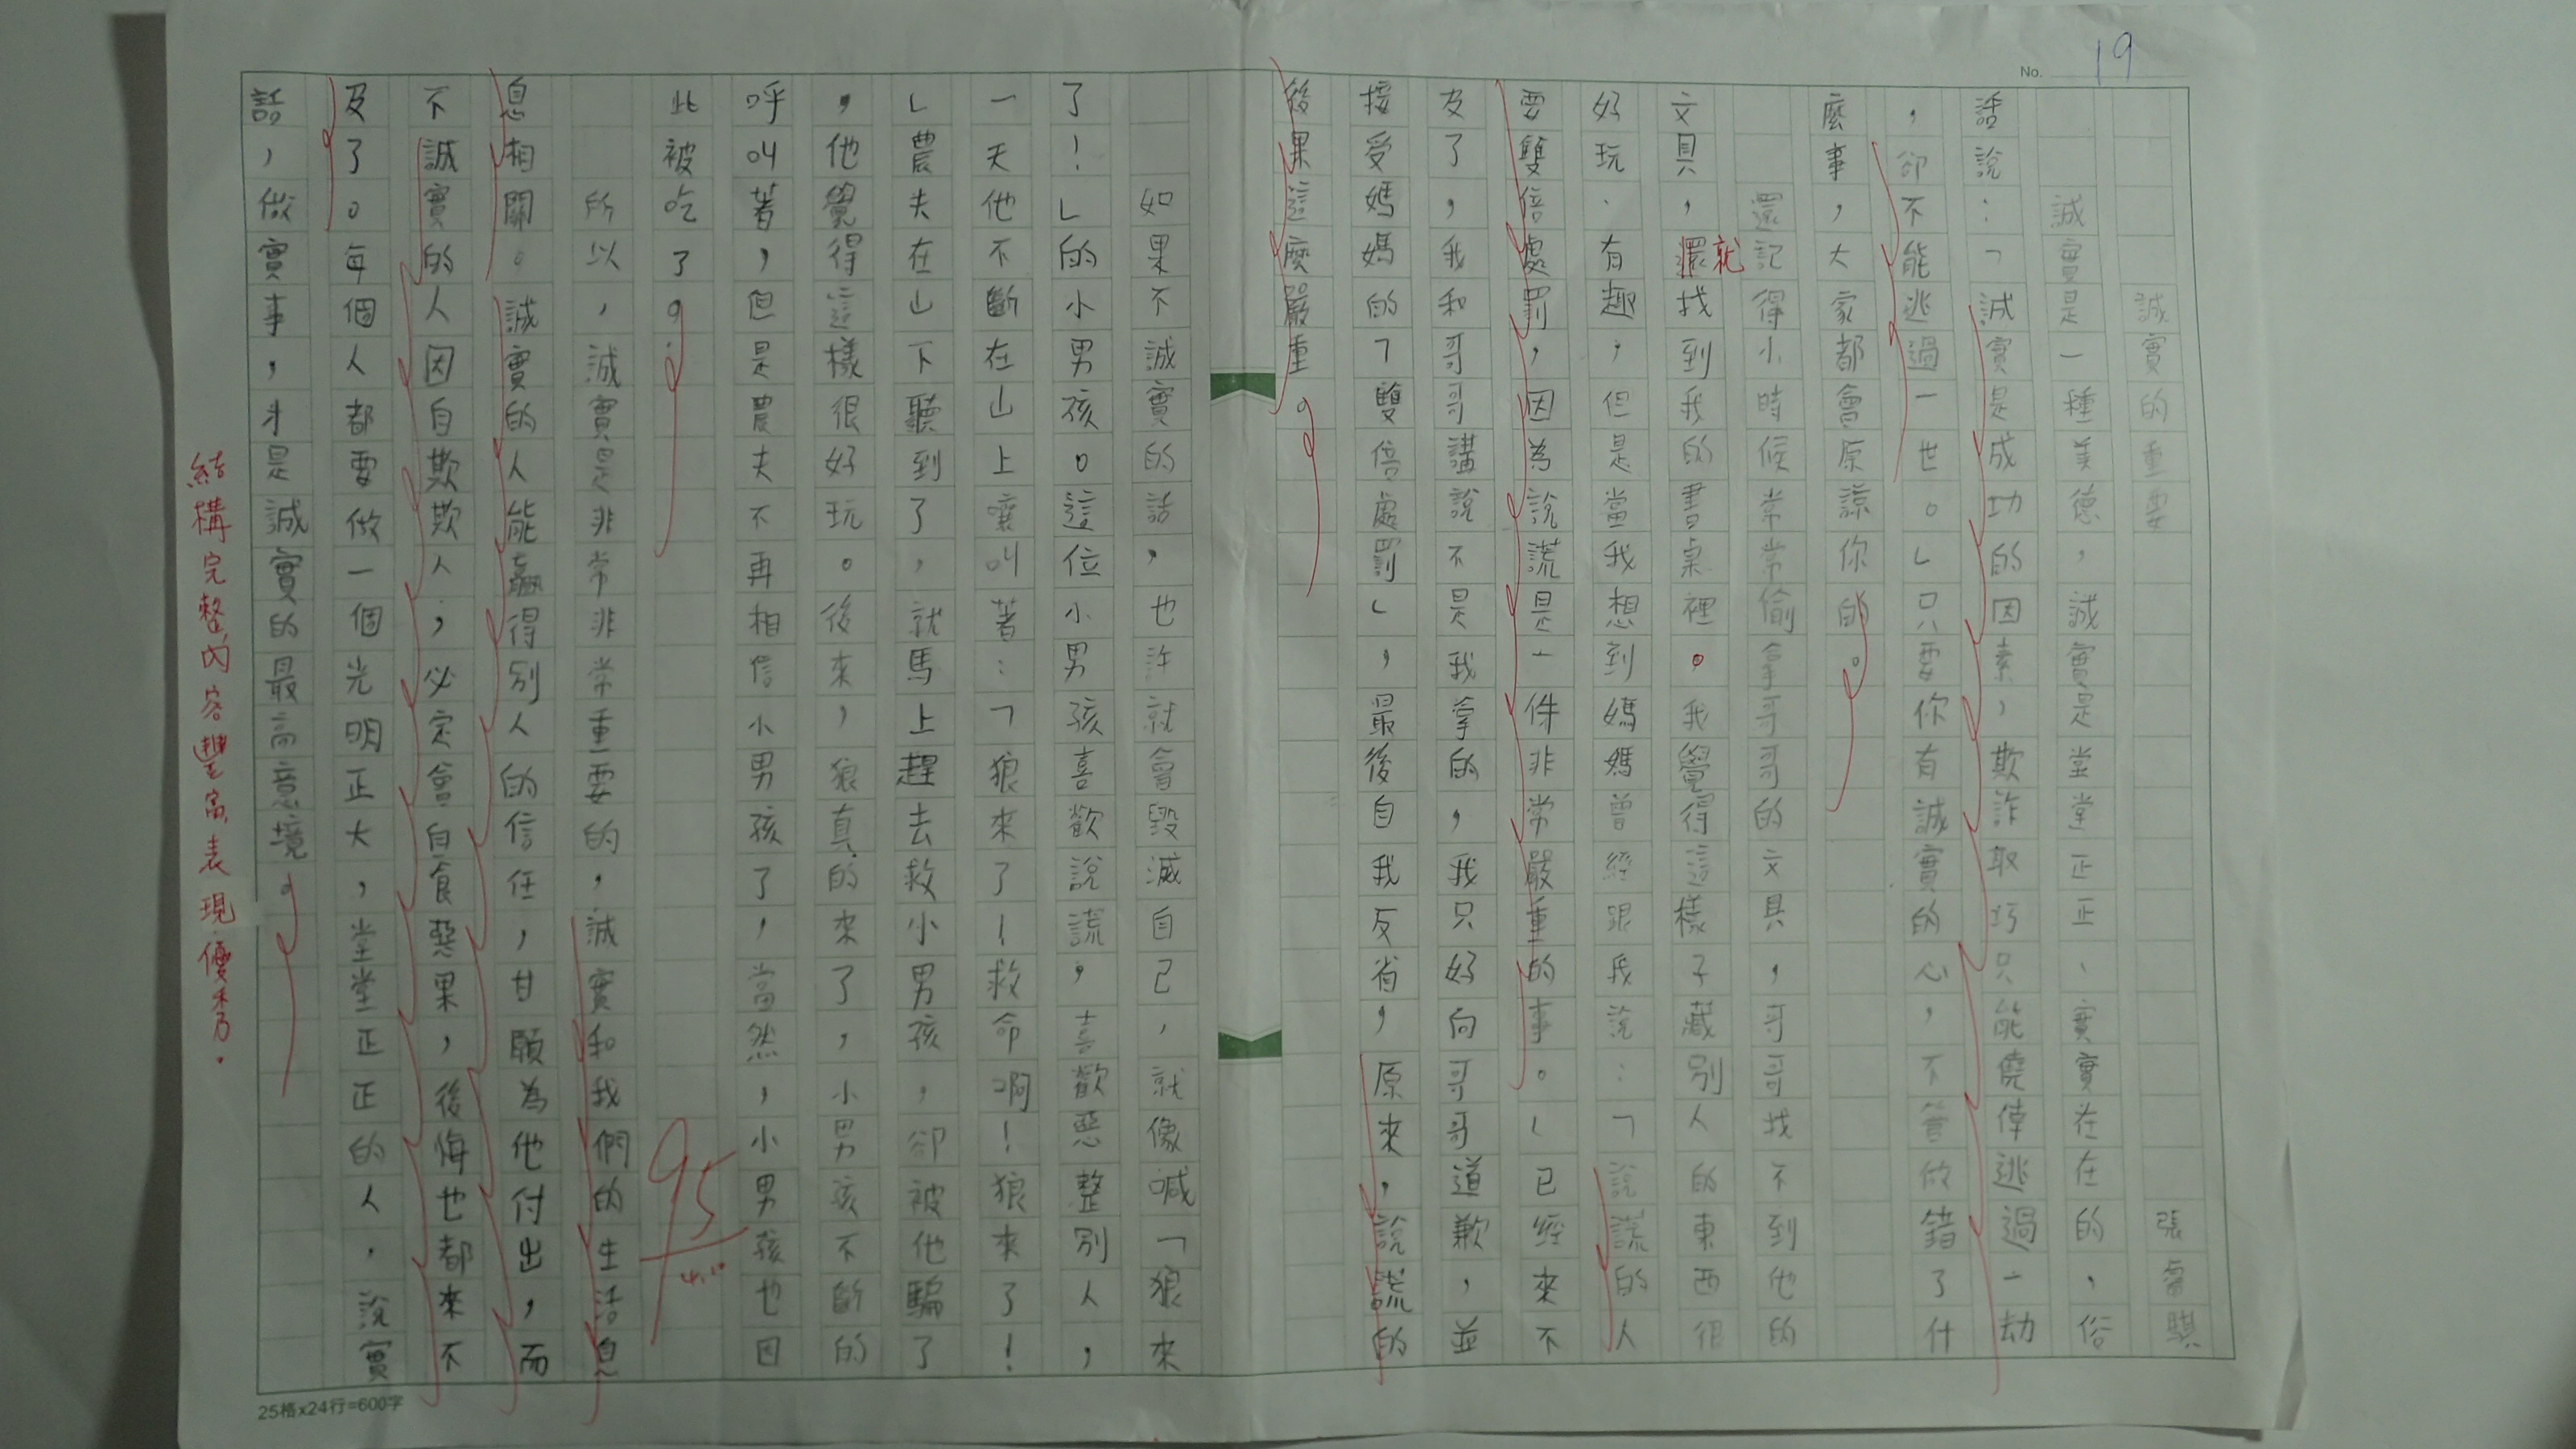 No. 19
誠實的重要 張睿騏
誠實是一種美德，誠實是堂堂正正、實實在在的，俗
話說：「誠實是成功的因素，欺詐取巧只能僥倖逃過一劫
，卻不能逃過一世。」只要你有誠實的心，不管做錯了什
麼事，大家都會原諒你的。
還記得小時候常常偷拿哥哥的文具，哥哥找不到他的
文具，還就找到我的書桌裡。我覺得這樣子藏別人的東西很
好玩、有趣，但是當我想到媽媽曾經跟我說：「說謊的人
要雙倍處罰，因為說謊是一件非常嚴重的事。」已經來不
及了，我和哥哥講說不是我拿的，我只好向哥哥道歉，並
接受媽媽的「雙倍處罰」，最後自我反省，原來，說謊的
後果這麼嚴重。
如果不誠實的話，也許就會毀滅自己，就像喊「狼來
了！」的小男孩。這位小男孩喜歡說謊，喜歡惡整別人，
一天他不斷在山上嚷叫著：「狼來了！救命啊！狼來了！
」農夫在山下聽到了，就馬上趕去救小男孩，卻被他騙了
，他覺得這樣很好玩。後來，狼真的來了，小男孩不斷的
呼叫著，但是農夫不再相信小男孩了，當然，小男孩也因
此被吃了。
95
4.10
所以，誠實是非常非常重要的，誠實和我們的生活息
息相關。誠實的人能贏得別人的信任，甘願為他付出，而
不誠實的人因自欺欺人，必定會自食惡果，後悔也都來不
及了。每個人都要做一個光明正大，堂堂正正的人，說實
話，做實事，才是誠實的最高意境。
結構完整內容豐富表現優秀。
25格x24行=600字